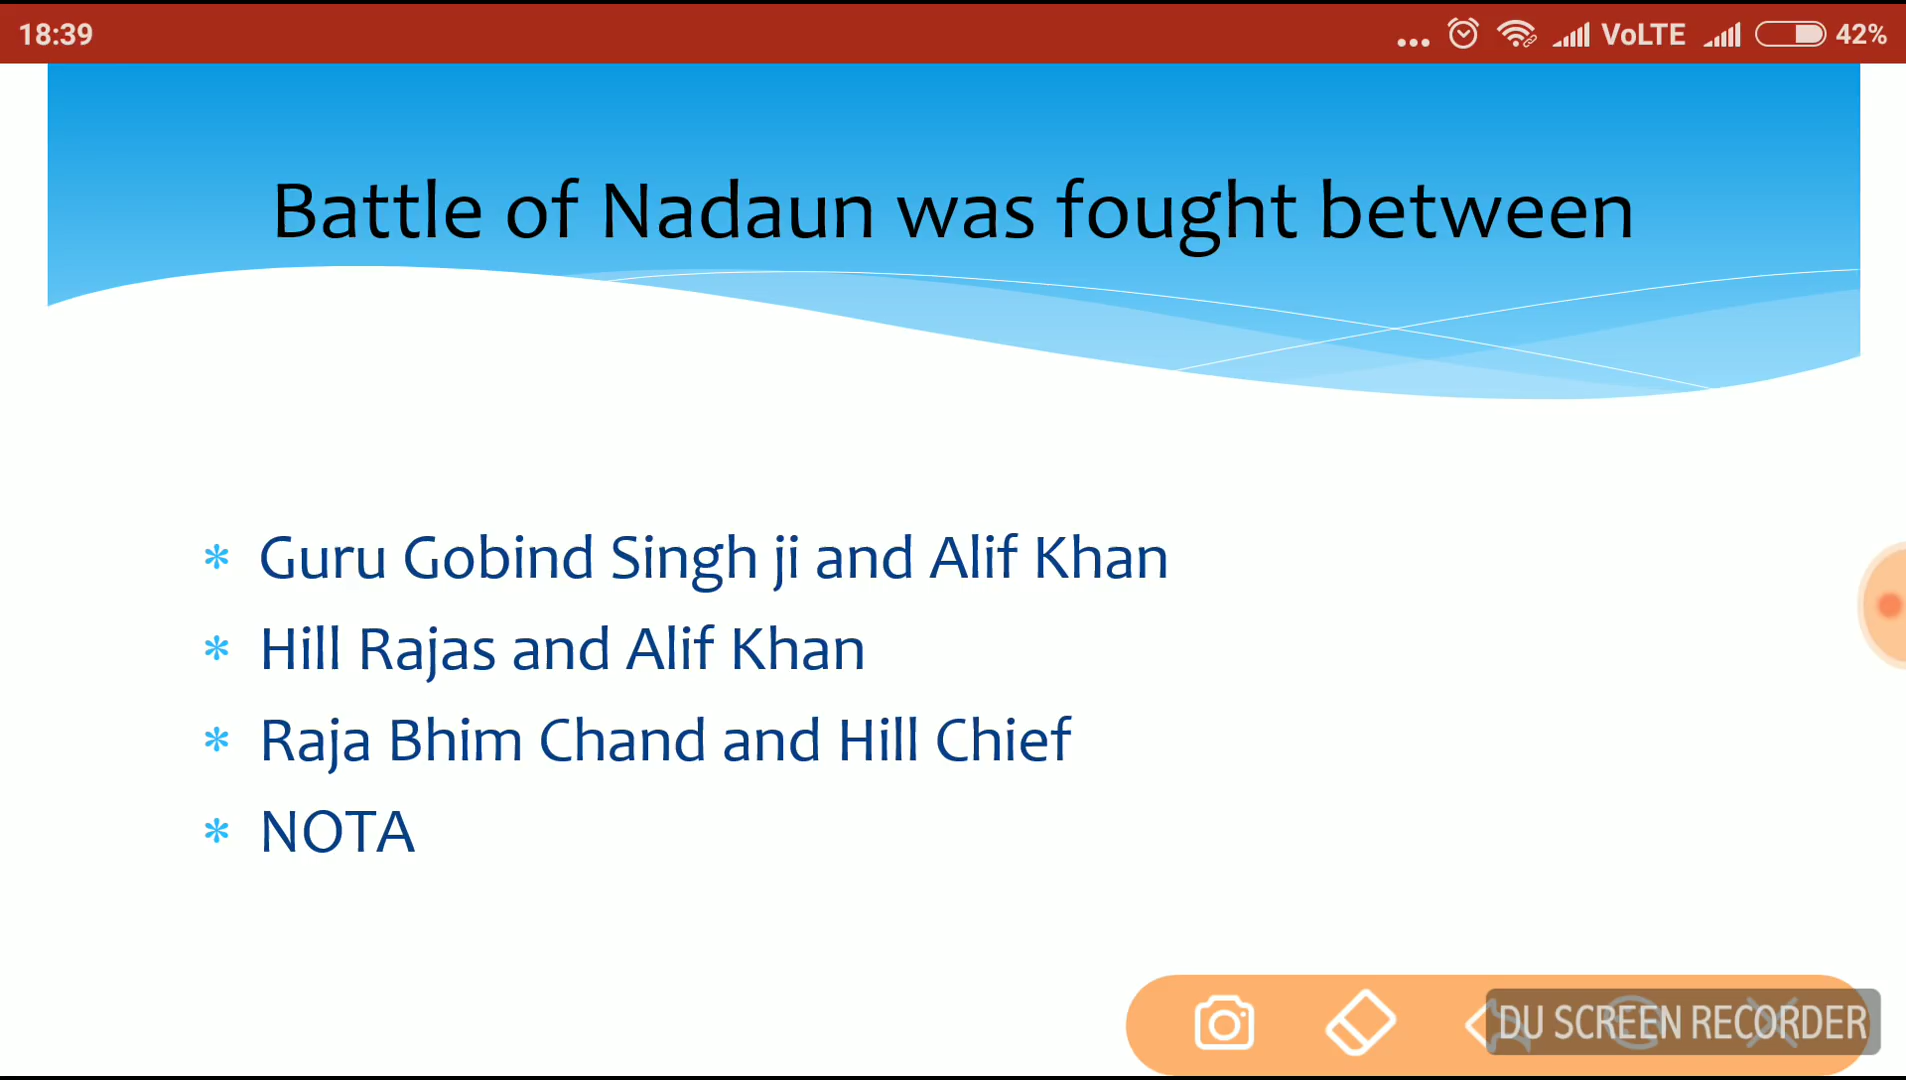 18:39
... VoLTE 42%
Battle of Nadaun was fought between
* Guru Gobind Singh ji and Alif Khan
* Hill Rajas and Alif Khan
* Raja Bhim Chand and Hill Chief
* NOTA
DU SCREEN RECORDER